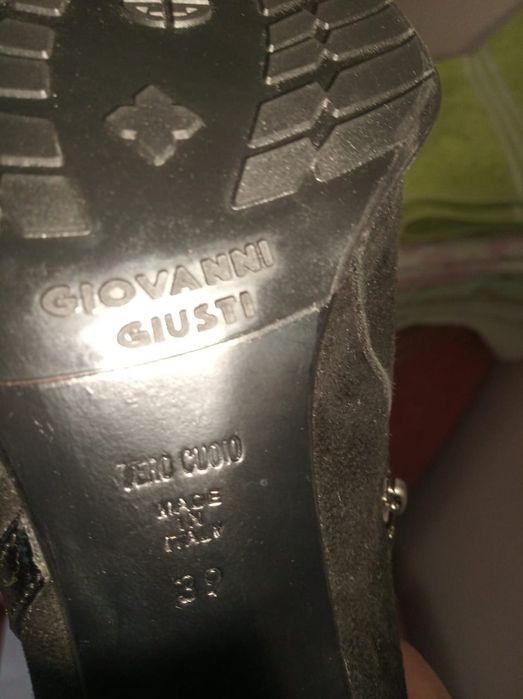 GIOVANNI
GIUSTI
VERO CUOIO
MADE
IN
ITALY
39